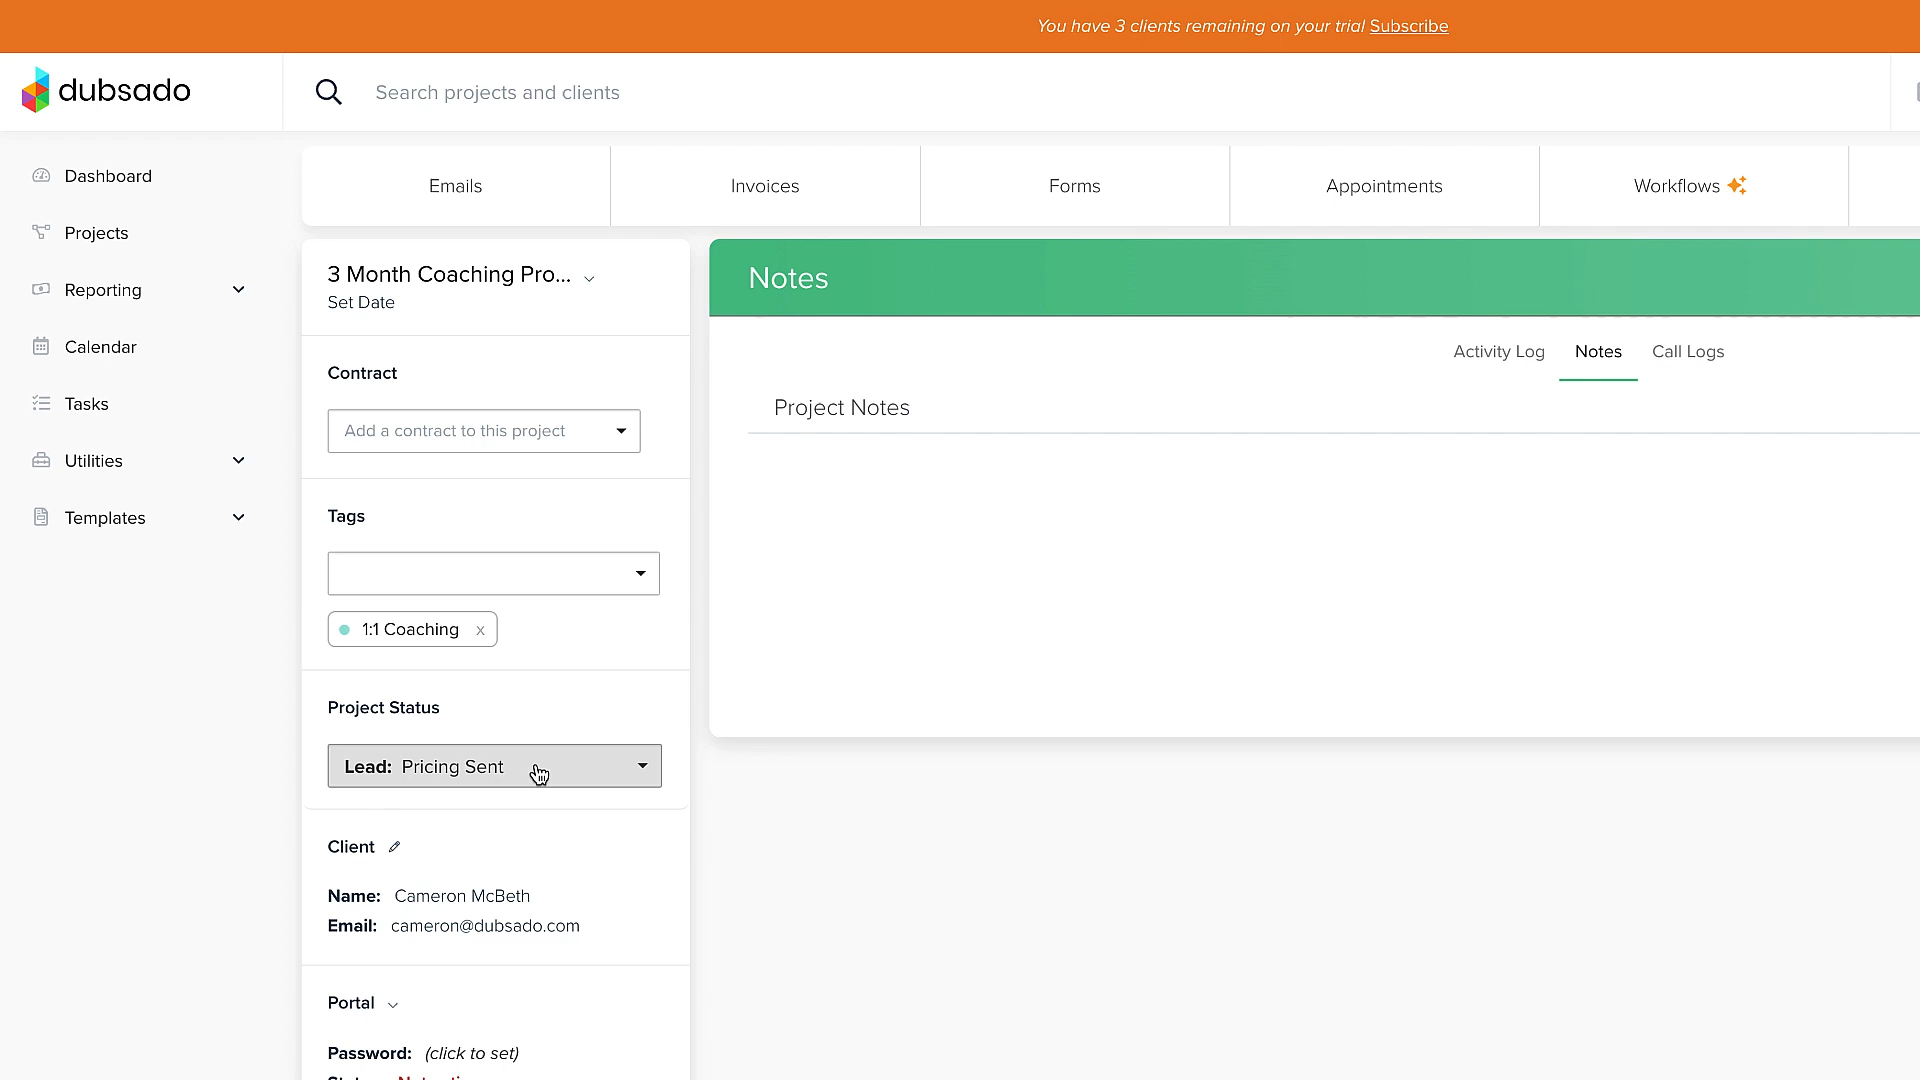 You have 3 clients remaining on your trial Subscribe
dubsado
Search projects and clients
Dashboard
Projects
Reporting
Calendar
Tasks
Utilities
Templates
Emails
Invoices
Forms
Appointments
Workflows
3 Month Coaching Pro...
Set Date
Contract
Add a contract to this project
Tags
1:1 Coaching x
Project Status
Lead: Pricing Sent
Client
Name: Cameron McBeth
Email: cameron@dubsado.com
Portal
Password: (click to set)
Notes
Activity Log Notes Call Logs
Project Notes